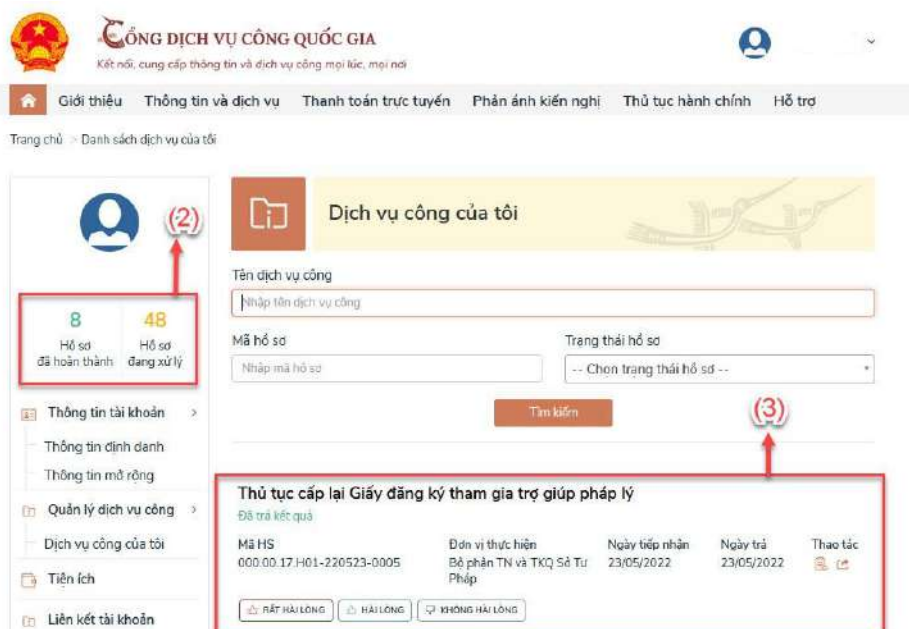 CỔNG DỊCH VỤ CÔNG QUỐC GIA
Kết nối, cung cấp thông tin và dịch vụ công mọi lúc, mọi nơi
Giới thiệu Thông tin và dịch vụ Thanh toán trực tuyến Phản ánh kiến nghị Thủ tục hành chính Hỗ trợ
Trang chủ > Danh sách dịch vụ của tôi
(2)
8 48
Hồ sơ Hồ sơ
đã hoàn thành đang xử lý
Thông tin tài khoản >
Thông tin định danh
Thông tin mở rộng
Quản lý dịch vụ công >
Dịch vụ công của tôi
Tiện ích
Liên kết tài khoản
Dịch vụ công của tôi
Tên dịch vụ công
Nhập tên dịch vụ công
Mã hồ sơ Trạng thái hồ sơ
Nhập mã hồ sơ -- Chọn trạng thái hồ sơ --
Tìm kiếm
(3)
Thủ tục cấp lại Giấy đăng ký tham gia trợ giúp pháp lý
Đã trả kết quả
Mã HS Đơn vị thực hiện Ngày tiếp nhận Ngày trả Thao tác
000.00.17.H01-220523-0005 Bộ phận TN và TKQ Sở Tư 23/05/2022 23/05/2022
Pháp
RẤT HÀI LÒNG HÀI LÒNG KHÔNG HÀI LÒNG